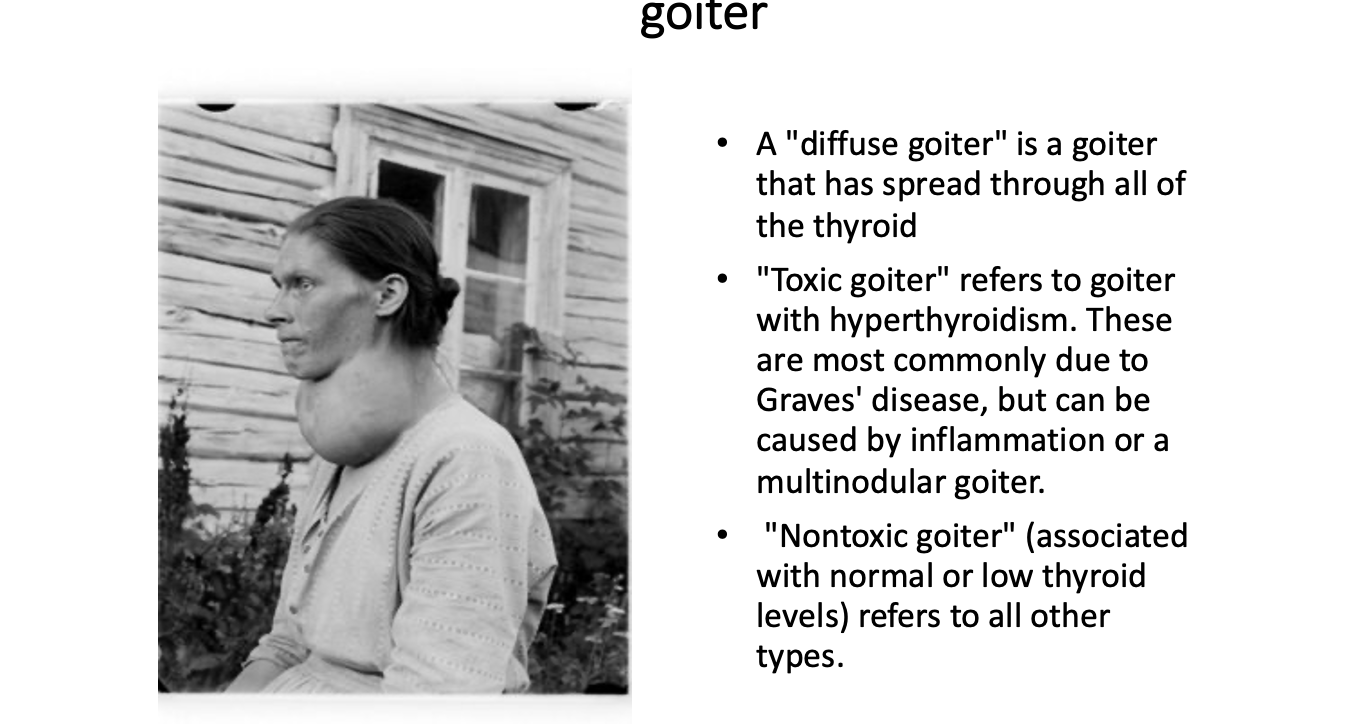 goiter
• A "diffuse goiter" is a goiter
that has spread through all of
the thyroid
• "Toxic goiter" refers to goiter
with hyperthyroidism. These
are most commonly due to
Graves' disease, but can be
caused by inflammation or a
multinodular goiter.
• "Nontoxic goiter" (associated
with normal or low thyroid
levels) refers to all other
types.